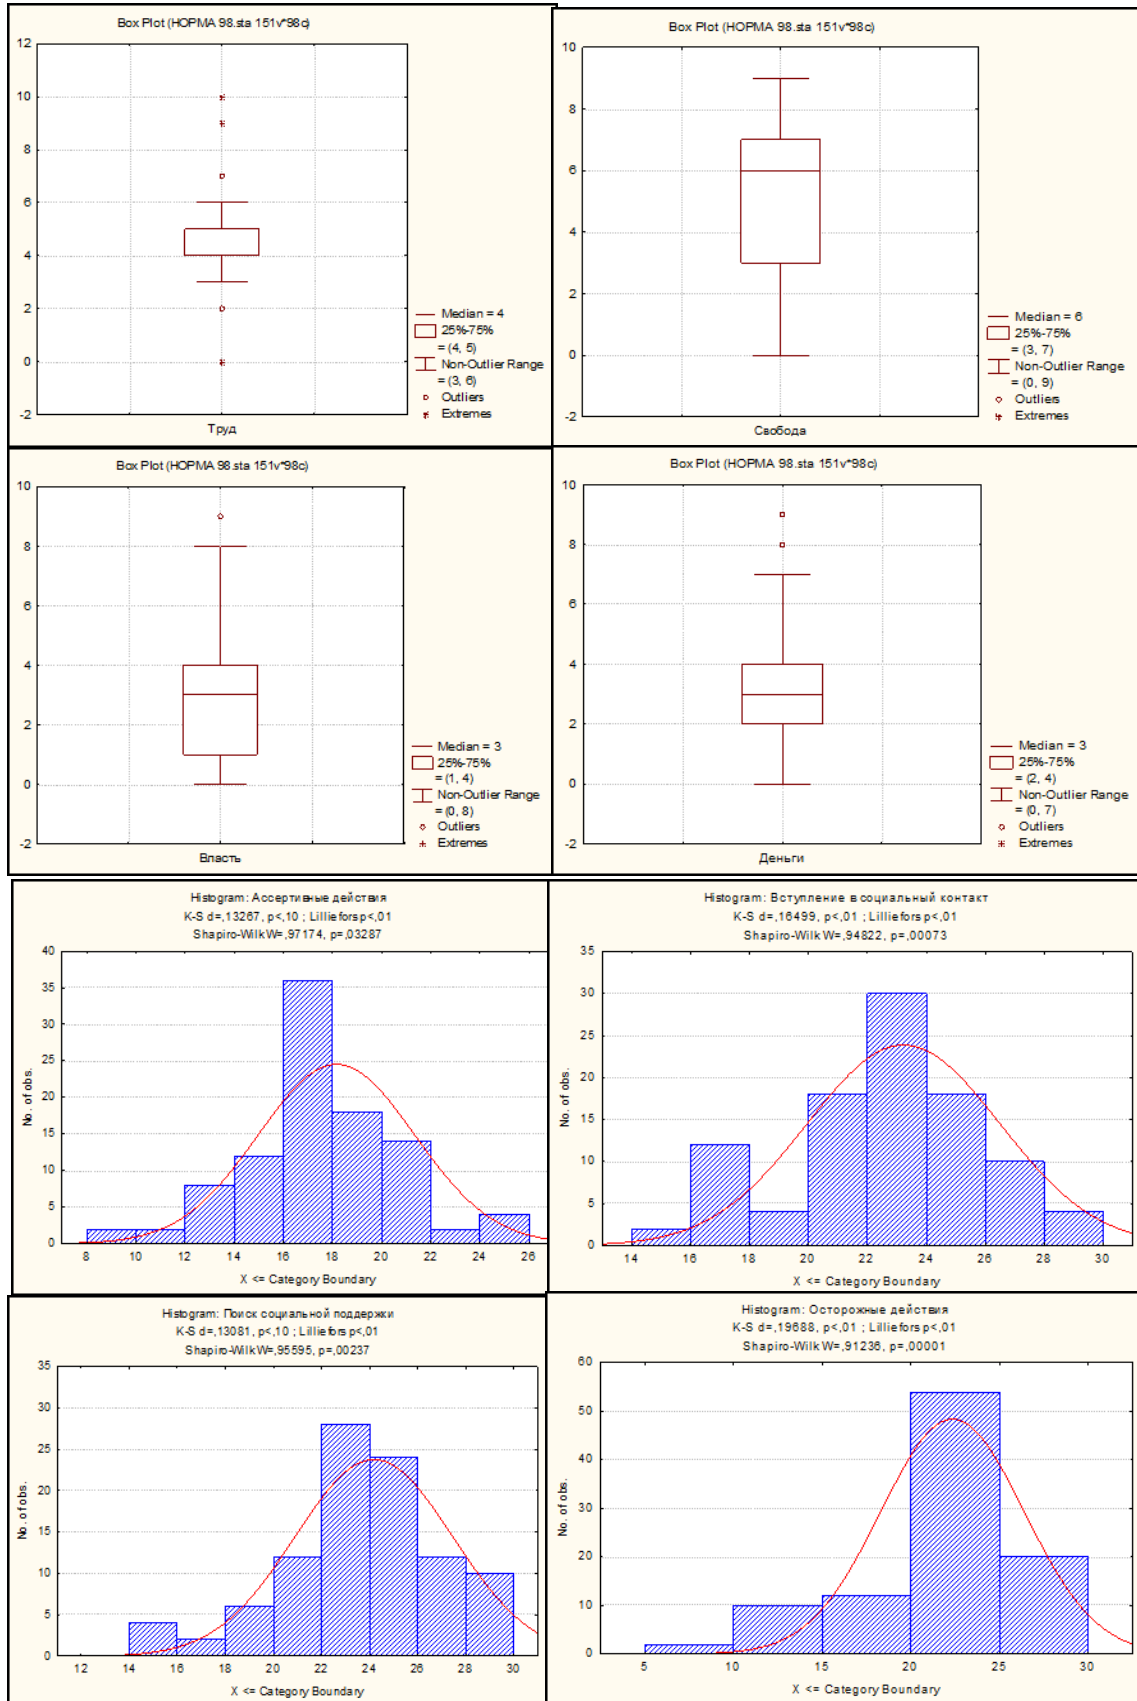 Box Plot (НОРМА 98.sta 151v*98c)
12
10
8
6
4
2
0
-2
Труд
Median = 4
25%-75%
= (4, 5)
Non-Outlier Range
= (3, 6)
Outliers
Extremes
Box Plot (НОРМА 98.sta 151v*98c)
10
8
6
4
2
0
-2
Свобода
Median = 6
25%-75%
= (3, 7)
Non-Outlier Range
= (0, 9)
Outliers
Extremes
Box Plot (НОРМА 98.sta 151v*98c)
10
8
6
4
2
0
-2
Власть
Median = 3
25%-75%
= (1, 4)
Non-Outlier Range
= (0, 8)
Outliers
Extremes
Box Plot (НОРМА 98.sta 151v*98c)
10
8
6
4
2
0
-2
Деньги
Median = 3
25%-75%
= (2, 4)
Non-Outlier Range
= (0, 7)
Outliers
Extremes
Histogram: Ассертивные действия
K-S d=,13267, p<,10 ; Lilliefors p<,01
Shapiro-Wilk W=,97174, p=,03287
40
35
30
25
20
15
10
5
0
No. of obs.
8 10 12 14 16 18 20 22 24 26
X <= Category Boundary
Histogram: Вступление в социальный контакт
K-S d=,16499, p<,01 ; Lilliefors p<,01
Shapiro-Wilk W=,94822, p=,00073
35
30
25
20
15
10
5
0
No. of obs.
14 16 18 20 22 24 26 28 30
X <= Category Boundary
Histogram: Поиск социальной поддержки
K-S d=,13081, p<,10 ; Lilliefors p<,01
Shapiro-Wilk W=,95595, p=,00237
35
30
25
20
15
10
5
0
No. of obs.
12 14 16 18 20 22 24 26 28 30
X <= Category Boundary
Histogram: Осторожные действия
K-S d=,19688, p<,01 ; Lilliefors p<,01
Shapiro-Wilk W=,91236, p=,00001
60
50
40
30
20
10
0
No. of obs.
5 10 15 20 25 30
X <= Category Boundary